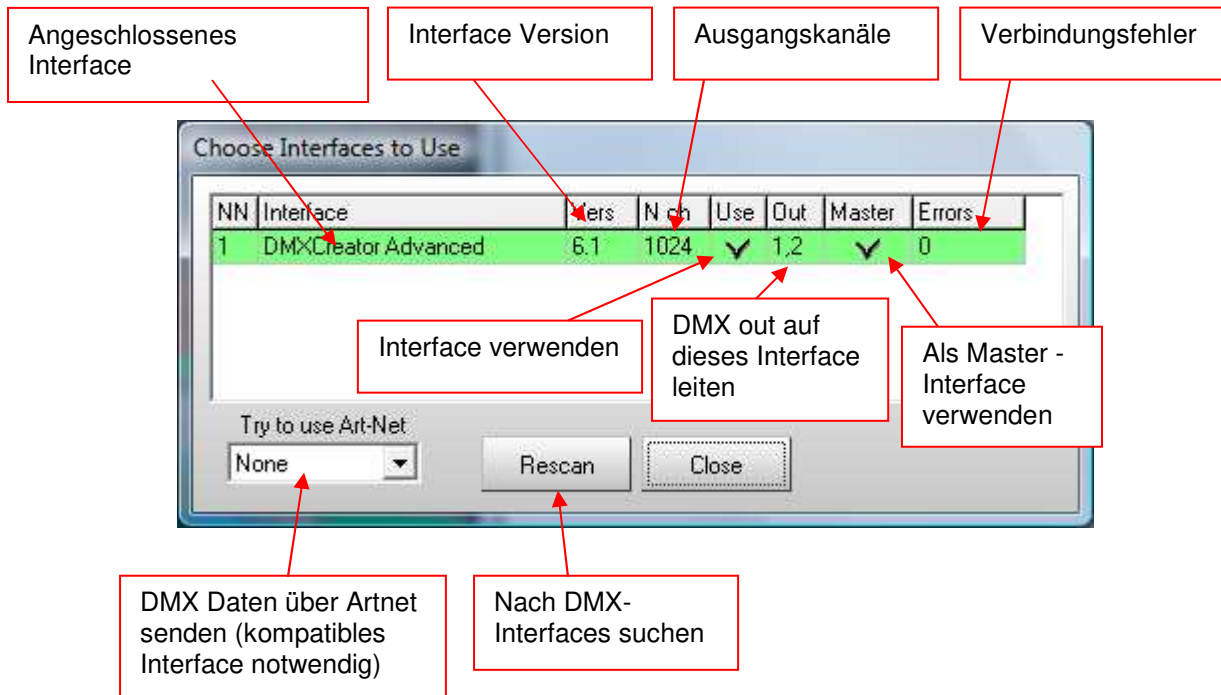 Angeschlossenes
Interface
Interface Version
Ausgangskanäle
Verbindungsfehler
Choose Interfaces to Use
NN Interface Vers N ch Use Out Master Errors
1 DMXCreator Advanced 6.1 1024 1,2 0
Interface verwenden
DMX out auf
dieses Interface
leiten
Als Master -
Interface
verwenden
Try to use Art-Net
None
Rescan
Close
DMX Daten über Artnet
senden (kompatibles
Interface notwendig)
Nach DMX-
Interfaces suchen